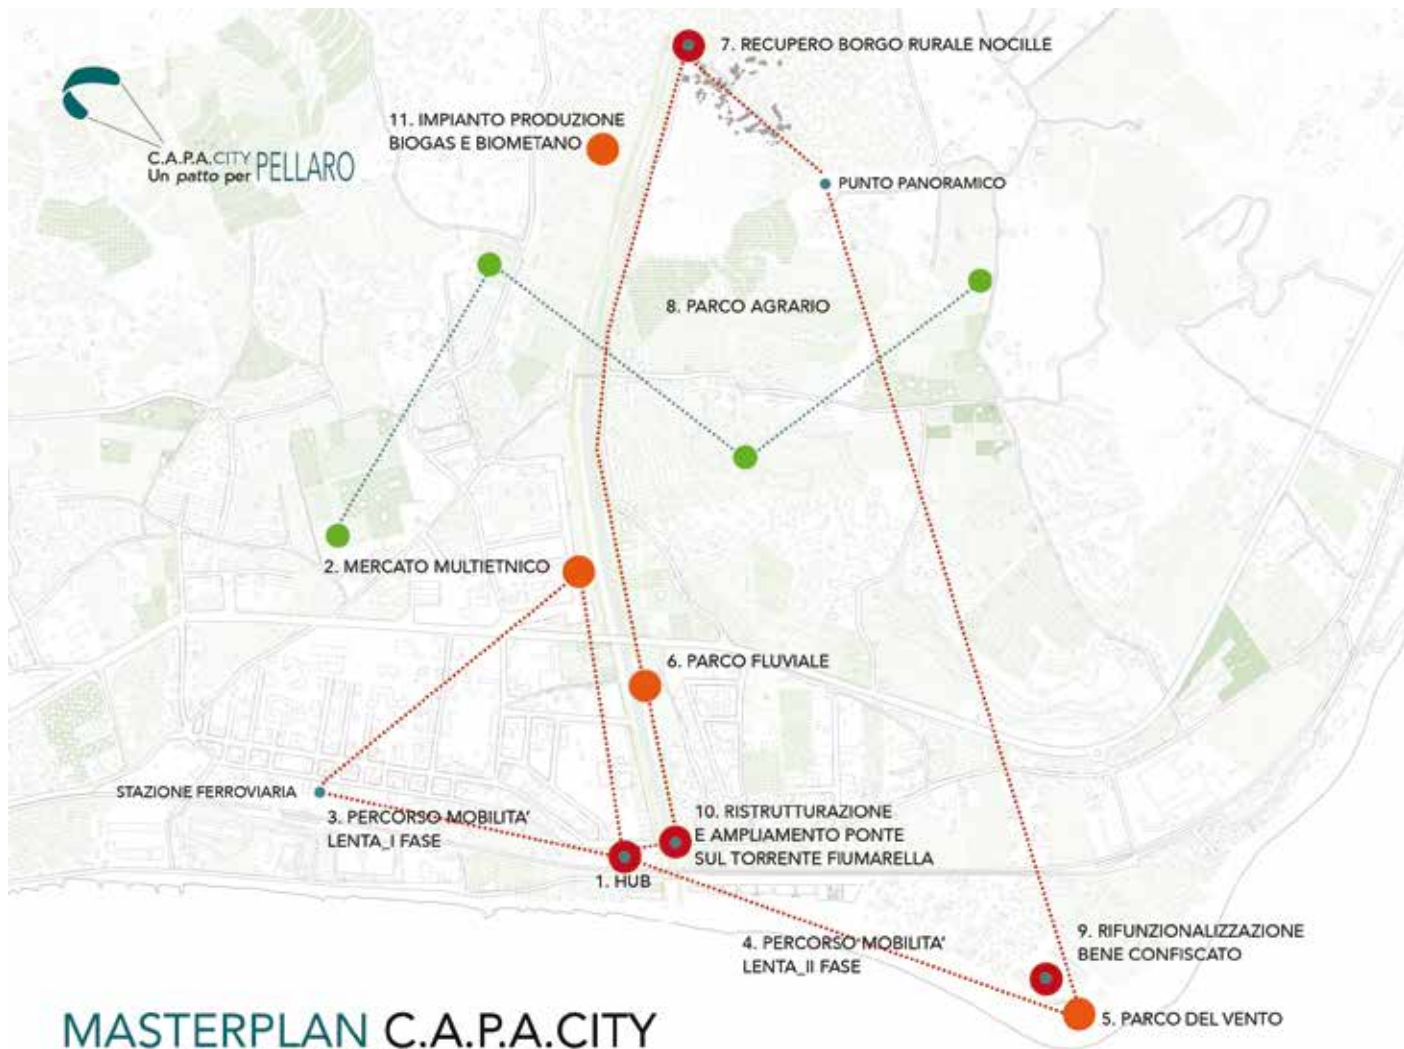 7. RECUPERO BORGO RURALE NOCILLE
11. IMPIANTO PRODUZIONE
BIOGAS E BIOMETANO
C.A.P.A.CITY
Un patto per PELLARO
PUNTO PANORAMICO
8. PARCO AGRARIO
2. MERCATO MULTIETNICO
6. PARCO FLUVIALE
STAZIONE FERROVIARIA
3. PERCORSO MOBILITA'
LENTA_I FASE
10. RISTRUTTURAZIONE
E AMPLIAMENTO PONTE
SUL TORRENTE FIUMARELLA
1. HUB
4. PERCORSO MOBILITA'
LENTA_II FASE
9. RIFUNZIONALIZZAZIONE
BENE CONFISCATO
5. PARCO DEL VENTO
MASTERPLAN C.A.P.A.CITY